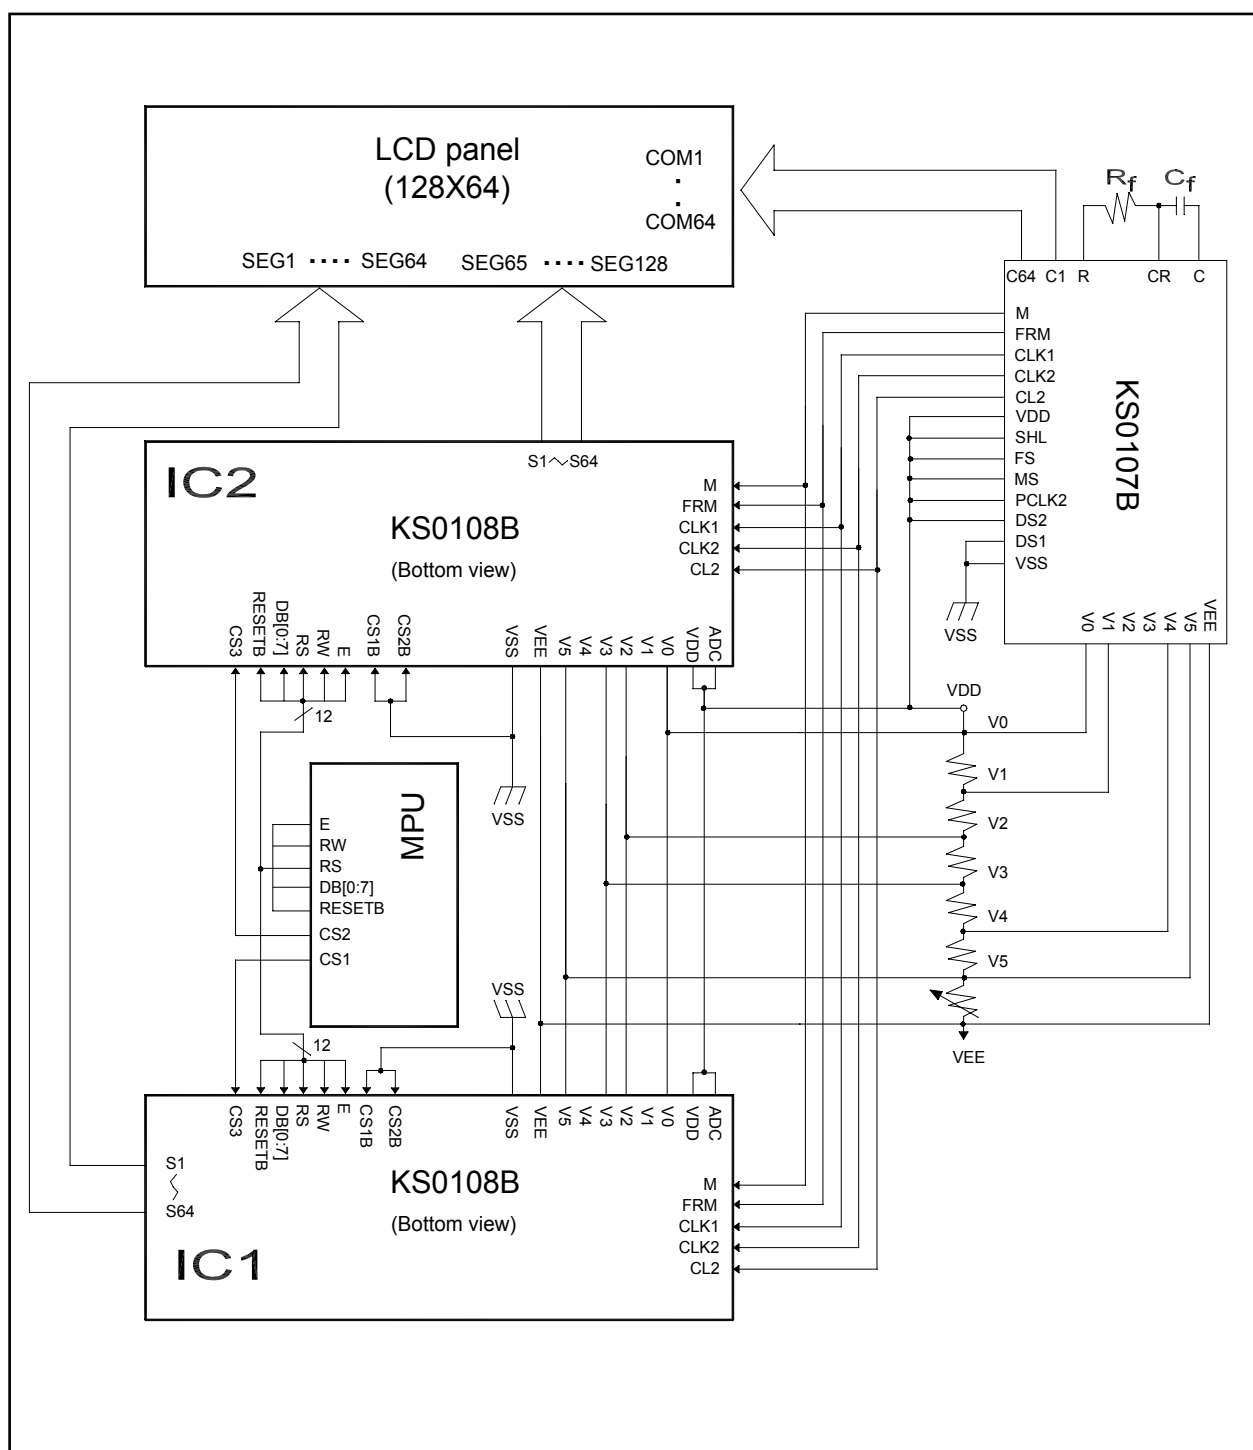 LCD panel
(128X64)
COM1
.
.
COM64
SEG1 ···· SEG64 SEG65 ···· SEG128
Rf Cf
C64 C1 R CR C
M
FRM
CLK1
CLK2
CL2
VDD
SHL
FS
MS
PCLK2
DS2
DS1
VSS
KS0107B
V0 V1 V2 V3 V4 V5 VEE
VSS
IC2
S1~S64
KS0108B
(Bottom view)
M
FRM
CLK1
CLK2
CL2
CS3 RESETB DB[0:7] RS RW E CS1B CS2B VSS VEE V5 V4 V3 V2 V1 V0 VDD ADC
12
VSS
VDD
V0
V1
V2
V3
V4
V5
VEE
MPU
E
RW
RS
DB[0:7]
RESETB
CS2
CS1
VSS
12
CS3 RESETB DB[0:7] RS RW E CS1B CS2B VSS VEE V5 V4 V3 V2 V1 V0 VDD ADC
S1
S64
KS0108B
(Bottom view)
IC1
M
FRM
CLK1
CLK2
CL2